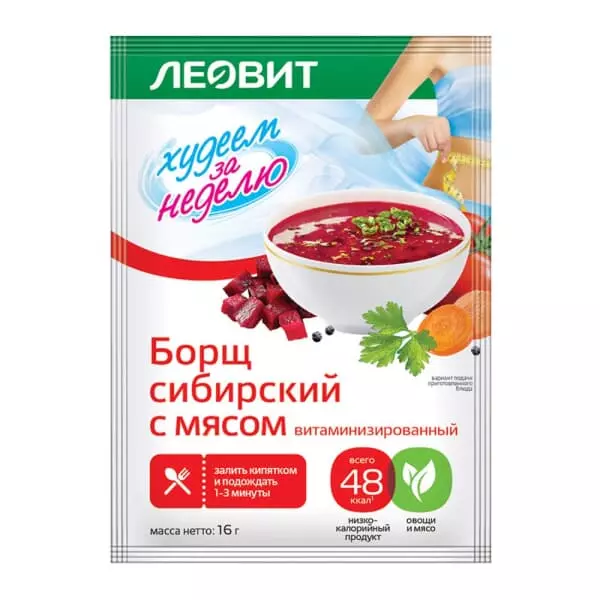 ЛЕОВИТ
худеем
за
неделю
Борщ
сибирский
с мясом витаминизированный
вариант подачи
приготовленного
блюда
залить кипятком
и подождать
1-3 минуты
всего
48
ккал¹
низко-
калорийный
продукт
овощи
и мясо
масса нетто: 16 г